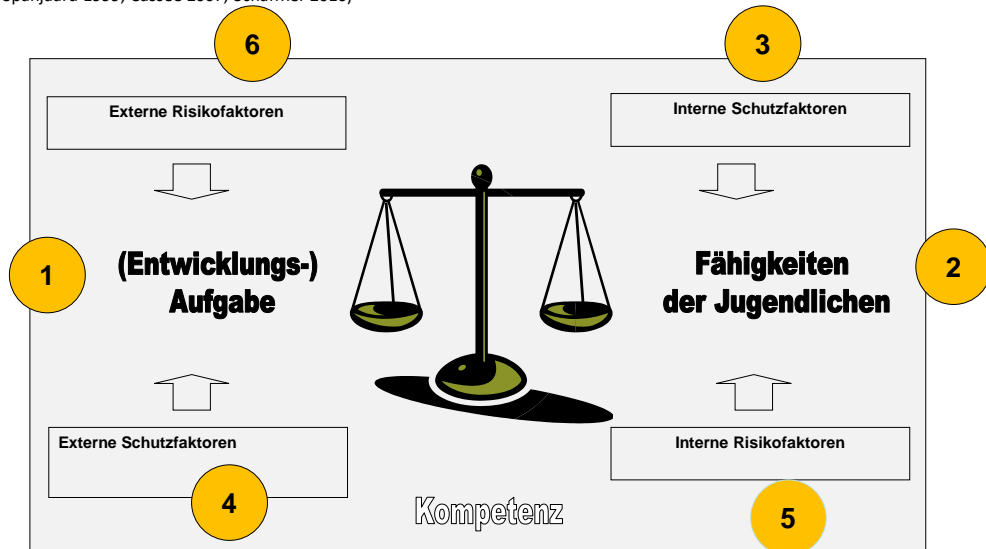 6
3
Externe Risikofaktoren
Interne Schutzfaktoren
1
(Entwicklungs-)
Aufgabe
Fähigkeiten
der Jugendlichen
2
Externe Schutzfaktoren
Interne Risikofaktoren
4
Kompetenz
5